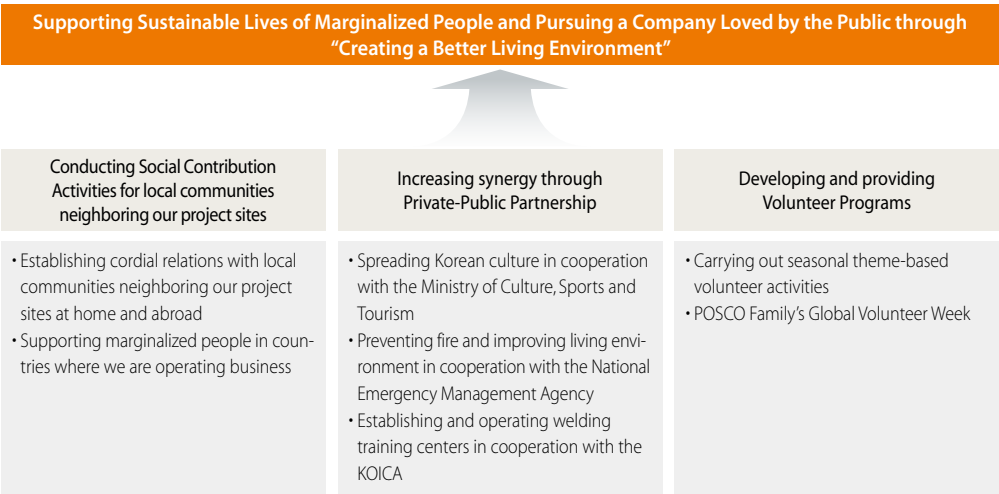 Supporting Sustainable Lives of Marginalized People and Pursuing a Company Loved by the Public through
“Creating a Better Living Environment”
Conducting Social Contribution
Activities for local communities
neighboring our project sites
• Establishing cordial relations with local
communities neighboring our project
sites at home and abroad
• Supporting marginalized people in coun-
tries where we are operating business
Increasing synergy through
Private-Public Partnership
• Spreading Korean culture in cooperation
with the Ministry of Culture, Sports and
Tourism
• Preventing fire and improving living envi-
ronment in cooperation with the National
Emergency Management Agency
• Establishing and operating welding
training centers in cooperation with the
KOICA
Developing and providing
Volunteer Programs
• Carrying out seasonal theme-based
volunteer activities
• POSCO Family’s Global Volunteer Week